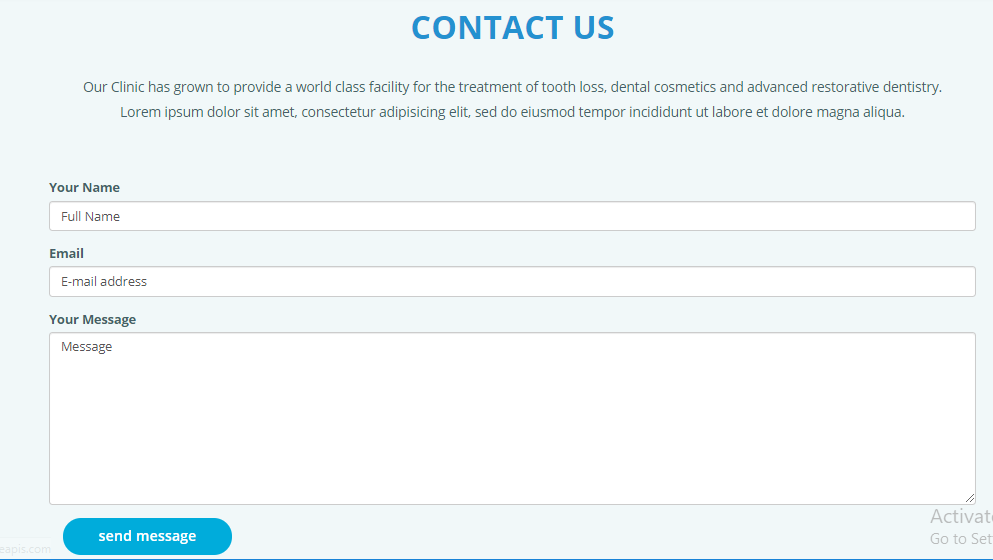 CONTACT US
Our Clinic has grown to provide a world class facility for the treatment of tooth loss, dental cosmetics and advanced restorative dentistry.
Lorem ipsum dolor sit amet, consectetur adipisicing elit, sed do eiusmod tempor incididunt ut labore et dolore magna aliqua.
Your Name
Full Name
Email
E-mail address
Your Message
Message
Activat
Go to Set
send message
eapis.com